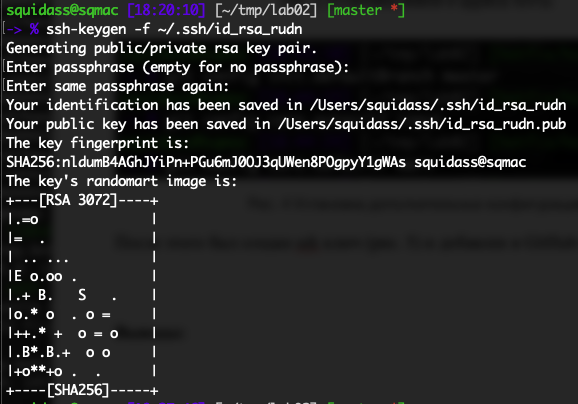 squidass@sqmac [18:20:10] [~/tmp/lab02] [master *]
-> % ssh-keygen -f ~/.ssh/id_rsa_rudn
Generating public/private rsa key pair.
Enter passphrase (empty for no passphrase):
Enter same passphrase again:
Your identification has been saved in /Users/squidass/.ssh/id_rsa_rudn
Your public key has been saved in /Users/squidass/.ssh/id_rsa_rudn.pub
The key fingerprint is:
SHA256:nldumB4AGhJYiPn+PGu6mJ0OJ3qUWen8POgpyY1gWAs squidass@sqmac
The key's randomart image is:
+---[RSA 3072]----+
|.=o              |
|=  .             |
| .. ...          |
|E o.oo .         |
|.+ B.   S   .    |
|o.* o  . o =     |
|++.* +  o = o    |
|.B*.B.+  o o     |
|+o**+o .  .      |
+----[SHA256]-----+